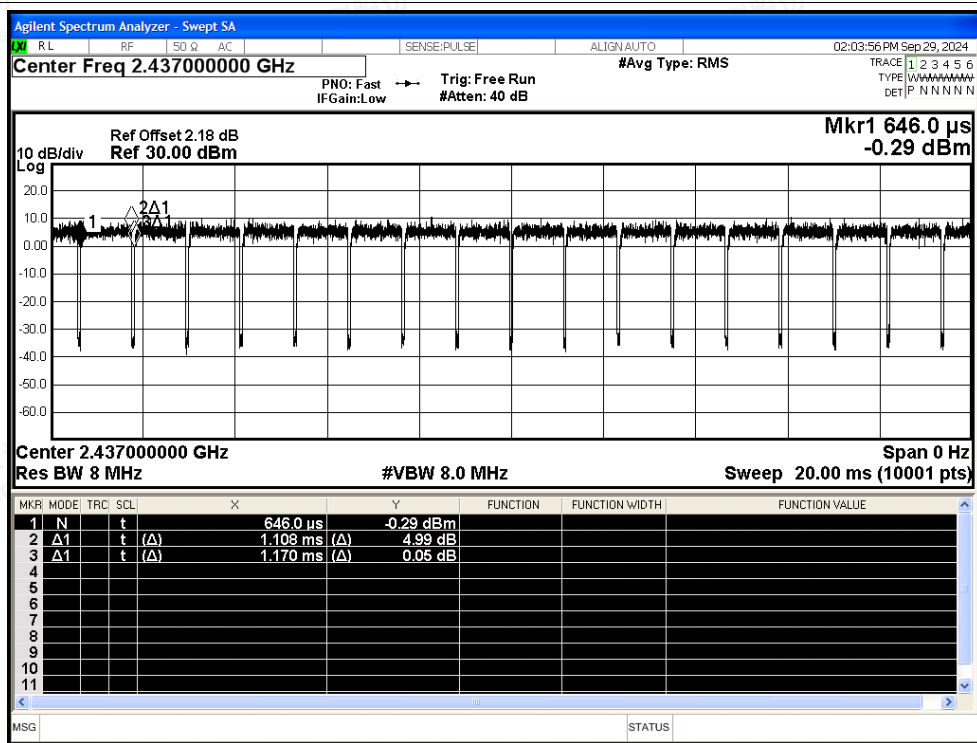 Agilent Spectrum Analyzer - Swept SA
LXI RL RF 50 Ω AC SENSE:PULSE ALIGN AUTO 02:03:56 PM Sep 29, 2024
Center Freq 2.437000000 GHz
PNO: Fast
IFGain:Low
Trig: Free Run
#Atten: 40 dB
#Avg Type: RMS
TRACE 1 2 3 4 5 6
TYPE
DET P N N N N N
Ref Offset 2.18 dB
10 dB/div Ref 30.00 dBm
Log
Mkr1 646.0 µs
-0.29 dBm
20.0
10.0
0.00
-10.0
-20.0
-30.0
-40.0
-50.0
-60.0
1
2Δ1
3Δ1
Center 2.437000000 GHz Span 0 Hz
Res BW 8 MHz #VBW 8.0 MHz Sweep 20.00 ms (10001 pts)
MKR MODE TRC SCL X Y FUNCTION FUNCTION WIDTH FUNCTION VALUE
1 N t 646.0 µs -0.29 dBm
2 Δ1 t (Δ) 1.108 ms (Δ) 4.99 dB
3 Δ1 t (Δ) 1.170 ms (Δ) 0.05 dB
4
5
6
7
8
9
10
11
MSG STATUS